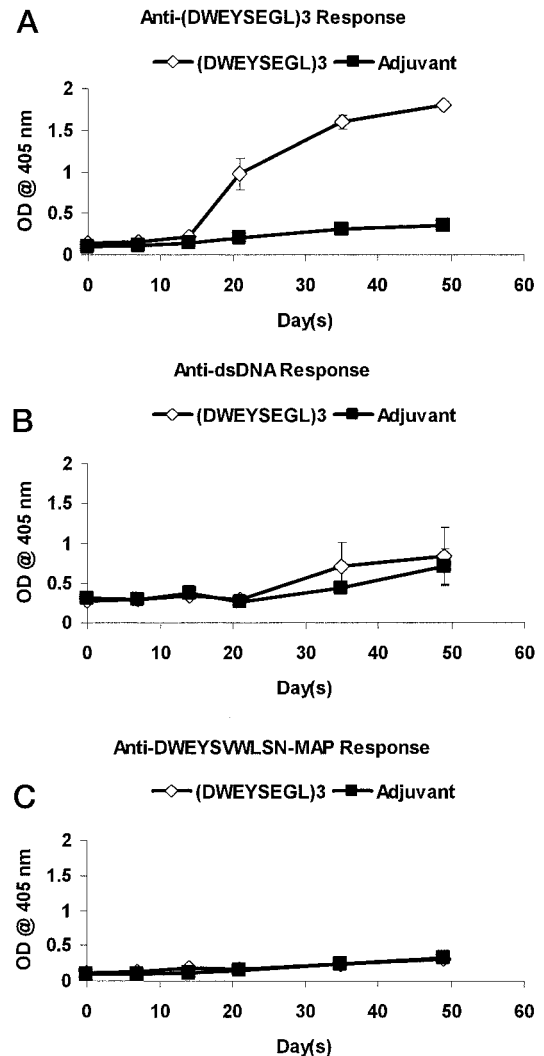 A
Anti-(DWEYSEGL)3 Response
(DWEYSEGL)3 Adjuvant
OD @ 405 nm
2
1.5
1
0.5
0
0 10 20 30 40 50 60
Day(s)
Anti-dsDNA Response
B
(DWEYSEGL)3 Adjuvant
OD @ 405 nm
2
1.5
1
0.5
0
0 10 20 30 40 50 60
Day(s)
Anti-DWEYSVWLSN-MAP Response
C
(DWEYSEGL)3 Adjuvant
OD @ 405 nm
2
1.5
1
0.5
0
0 10 20 30 40 50 60
Day(s)